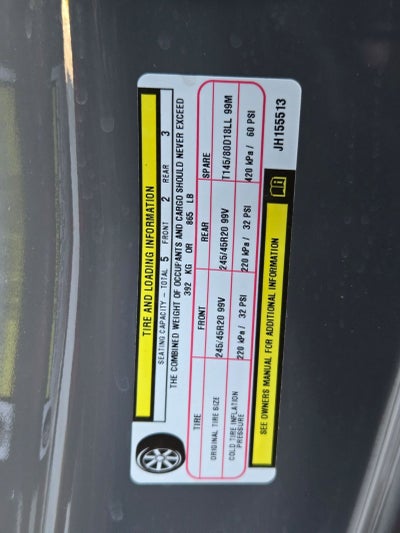 TIRE AND LOADING INFORMATION
SEATING CAPACITY - TOTAL 5 FRONT 2 REAR 3
THE COMBINED WEIGHT OF OCCUPANTS AND CARGO SHOULD NEVER EXCEED
392 KG OR 865 LB
TIRE FRONT REAR SPARE
ORIGINAL TIRE SIZE 245/45R20 99V 245/45R20 99V T145/80D18LL 99M
COLD TIRE INFLATION PRESSURE 220 kPa / 32 PSI 220 kPa / 32 PSI 420 kPa / 60 PSI
SEE OWNERS MANUAL FOR ADDITIONAL INFORMATION
JH155513